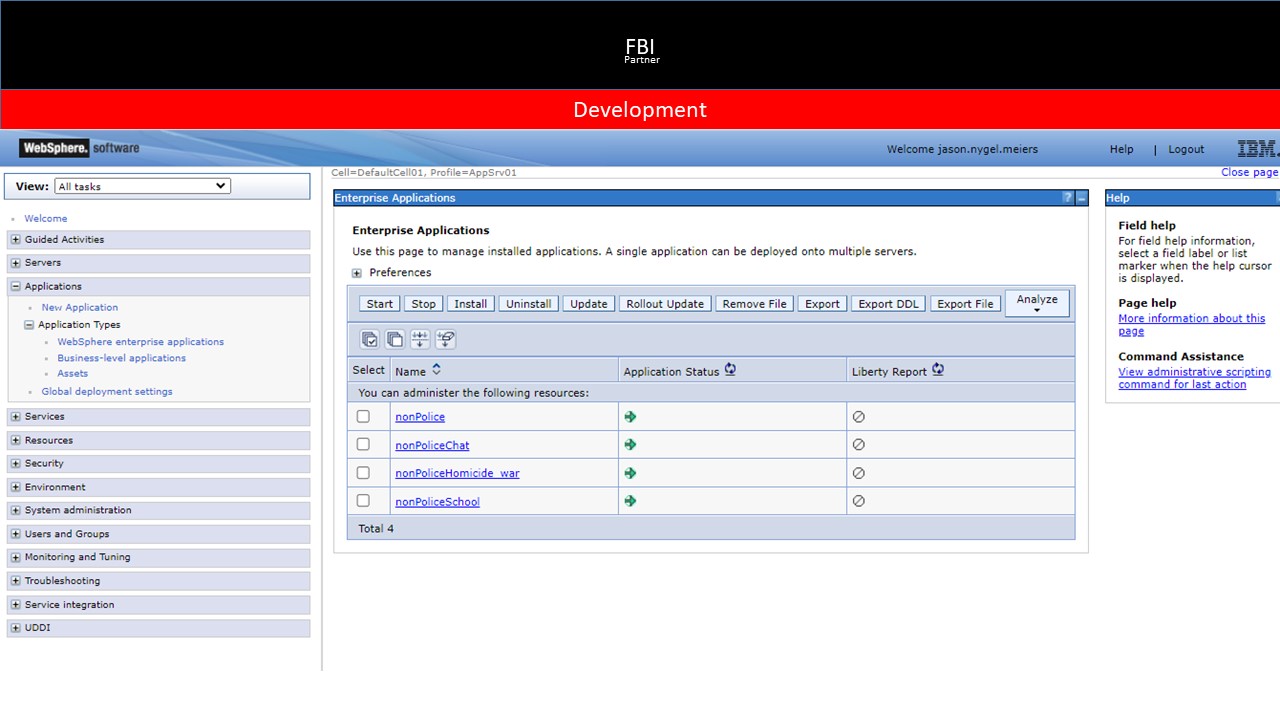 FBI
Partner
Development
WebSphere. software
Welcome jason.nygel.meiers
Help | Logout
IBM.
View: All tasks
Cell=DefaultCell01, Profile=AppSrv01
Close page
Welcome
Guided Activities
Servers
Applications
New Application
Application Types
WebSphere enterprise applications
Business-level applications
Assets
Global deployment settings
Services
Resources
Security
Environment
System administration
Users and Groups
Monitoring and Tuning
Troubleshooting
Service integration
UDDI
Enterprise Applications
Enterprise Applications
Use this page to manage installed applications. A single application can be deployed onto multiple servers.
Preferences
Start Stop Install Uninstall Update Rollout Update Remove File Export Export DDL Export File Analyze
Select Name Application Status Liberty Report
You can administer the following resources:
nonPolice
nonPoliceChat
nonPoliceHomicide_war
nonPoliceSchool
Total 4
Help
Field help
For field help information,
select a field label or list
marker when the help cursor
is displayed.
Page help
More information about this
page
Command Assistance
View administrative scripting
command for last action